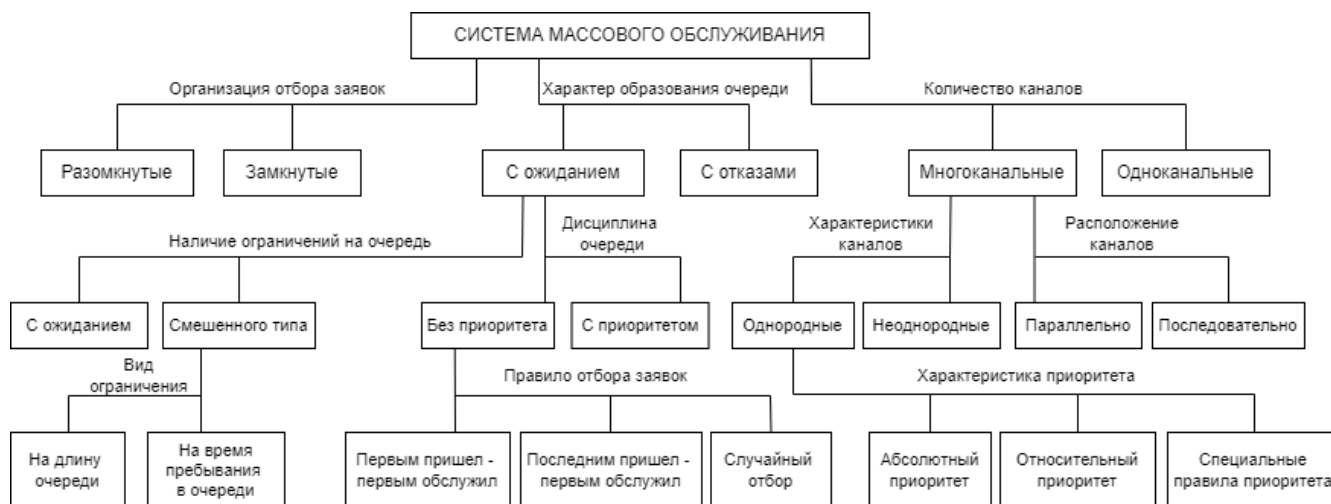 СИСТЕМА МАССОВОГО ОБСЛУЖИВАНИЯ
Организация отбора заявок
Характер образования очереди
Количество каналов
Разомкнутые
Замкнутые
С ожиданием
С отказами
Многоканальные
Одноканальные
Наличие ограничений на очередь
Дисциплина
очереди
Характеристики
каналов
Расположение
каналов
С ожиданием
Смешенного типа
Без приоритета
С приоритетом
Однородные
Неоднородные
Параллельно
Последовательно
Вид
ограничения
Правило отбора заявок
Характеристика приоритета
На длину
очереди
На время
пребывания
в очереди
Первым пришел -
первым обслужил
Последним пришел -
первым обслужил
Случайный
отбор
Абсолютный
приоритет
Относительный
приоритет
Специальные
правила приоритета